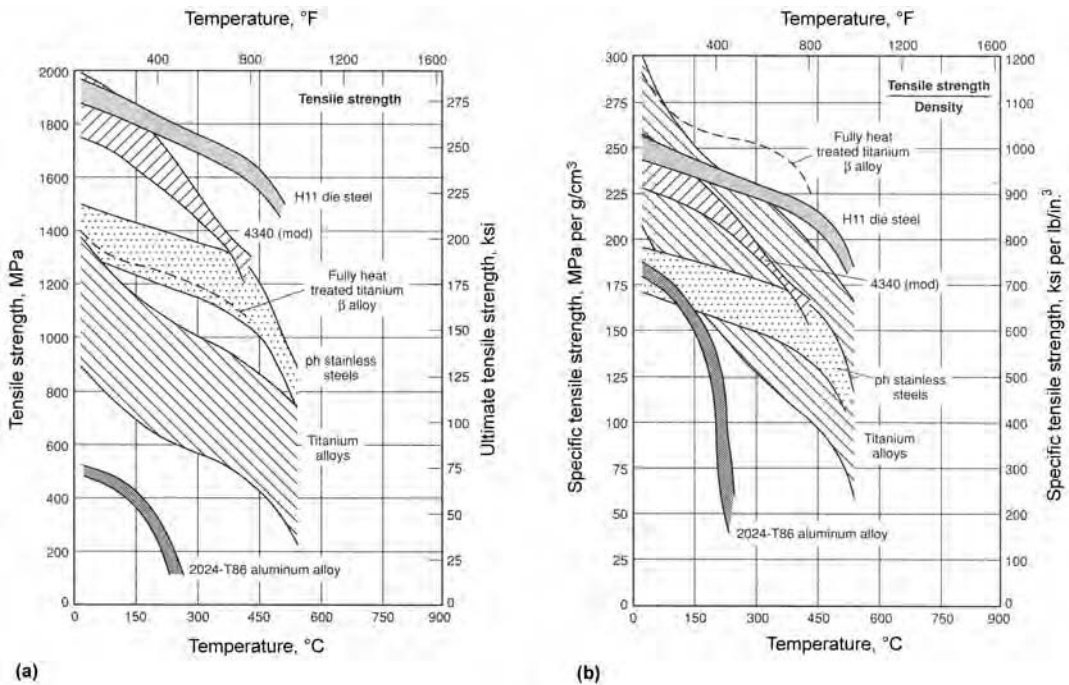 Temperature, °F
400
800
1200
1600
2000
1800
1600
1400
1200
1000
800
600
400
200
0
Tensile strength, MPa
Tensile strength
H11 die steel
4340 (mod)
Fully heat
treated titanium
β alloy
ph stainless
steels
Titanium
alloys
2024-T86 aluminum alloy
275
250
225
200
175
150
125
100
75
50
25
0
Ultimate tensile strength, ksi
0
150
300
450
600
750
900
Temperature, °C
(a)
Temperature, °F
400
800
1200
1600
300
275
250
225
200
175
150
125
100
75
50
25
0
Specific tensile strength, MPa per g/cm³
Tensile strength
Density
Fully heat
treated titanium
β alloy
H11 die steel
4340 (mod)
ph stainless
steels
Titanium
alloys
2024-T86 aluminum alloy
1200
1100
1000
900
800
700
600
500
400
300
200
100
0
Specific tensile strength, ksi per lb/in.³
0
150
300
450
600
750
900
Temperature, °C
(b)